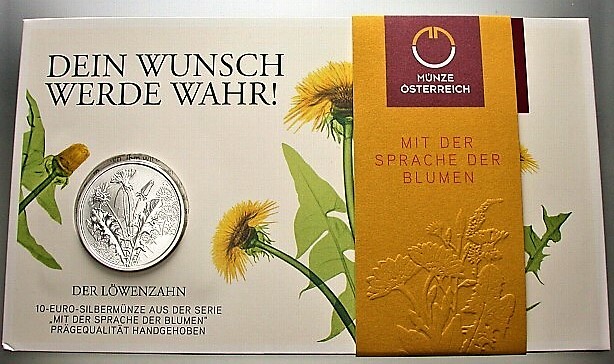 DEIN WUNSCH
WERDE WAHR!
DER LÖWENZAHN
10-EURO-SILBERMÜNZE AUS DER SERIE
„MIT DER SPRACHE DER BLUMEN"
PRÄGEQUALITÄT HANDGEHOBEN
MÜNZE
ÖSTERREICH
MIT DER
SPRACHE DER
BLUMEN